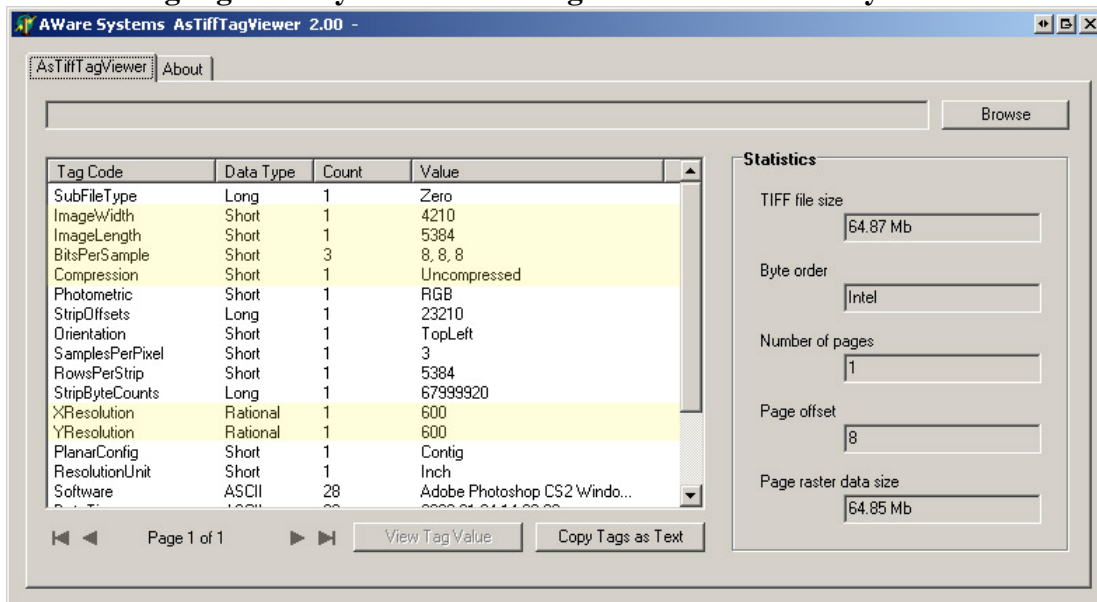 AWare Systems AsTiffTagViewer 2.00 -
AsTiffTagViewer About
Browse
Tag Code Data Type Count Value
SubFileType Long 1 Zero
ImageWidth Short 1 4210
ImageLength Short 1 5384
BitsPerSample Short 3 8, 8, 8
Compression Short 1 Uncompressed
Photometric Short 1 RGB
StripOffsets Long 1 23210
Orientation Short 1 TopLeft
SamplesPerPixel Short 1 3
RowsPerStrip Short 1 5384
StripByteCounts Long 1 67999920
XResolution Rational 1 600
YResolution Rational 1 600
PlanarConfig Short 1 Contig
ResolutionUnit Short 1 Inch
Software ASCII 28 Adobe Photoshop CS2 Windo...
Page 1 of 1 View Tag Value Copy Tags as Text
Statistics
TIFF file size
64.87 Mb
Byte order
Intel
Number of pages
1
Page offset
8
Page raster data size
64.85 Mb